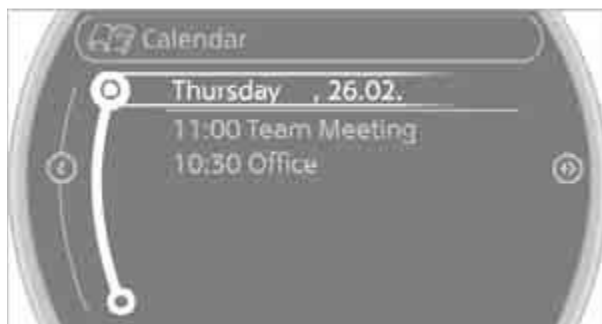 Calendar
Thursday , 26.02.
11:00 Team Meeting
10:30 Office